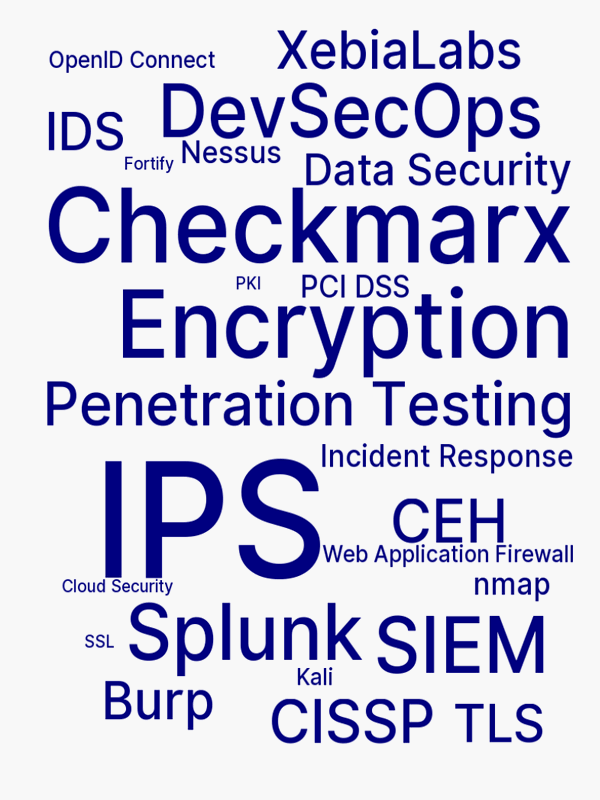 XebiaLabs
OpenID Connect
DevSecOps
IDS
Nessus
Fortify
Data Security
Checkmarx
PKI
PCI DSS
Encryption
Penetration Testing
Incident Response
IPS
CEH
Web Application Firewall
Cloud Security
nmap
Splunk
SIEM
SSL
Kali
Burp
CISSP
TLS